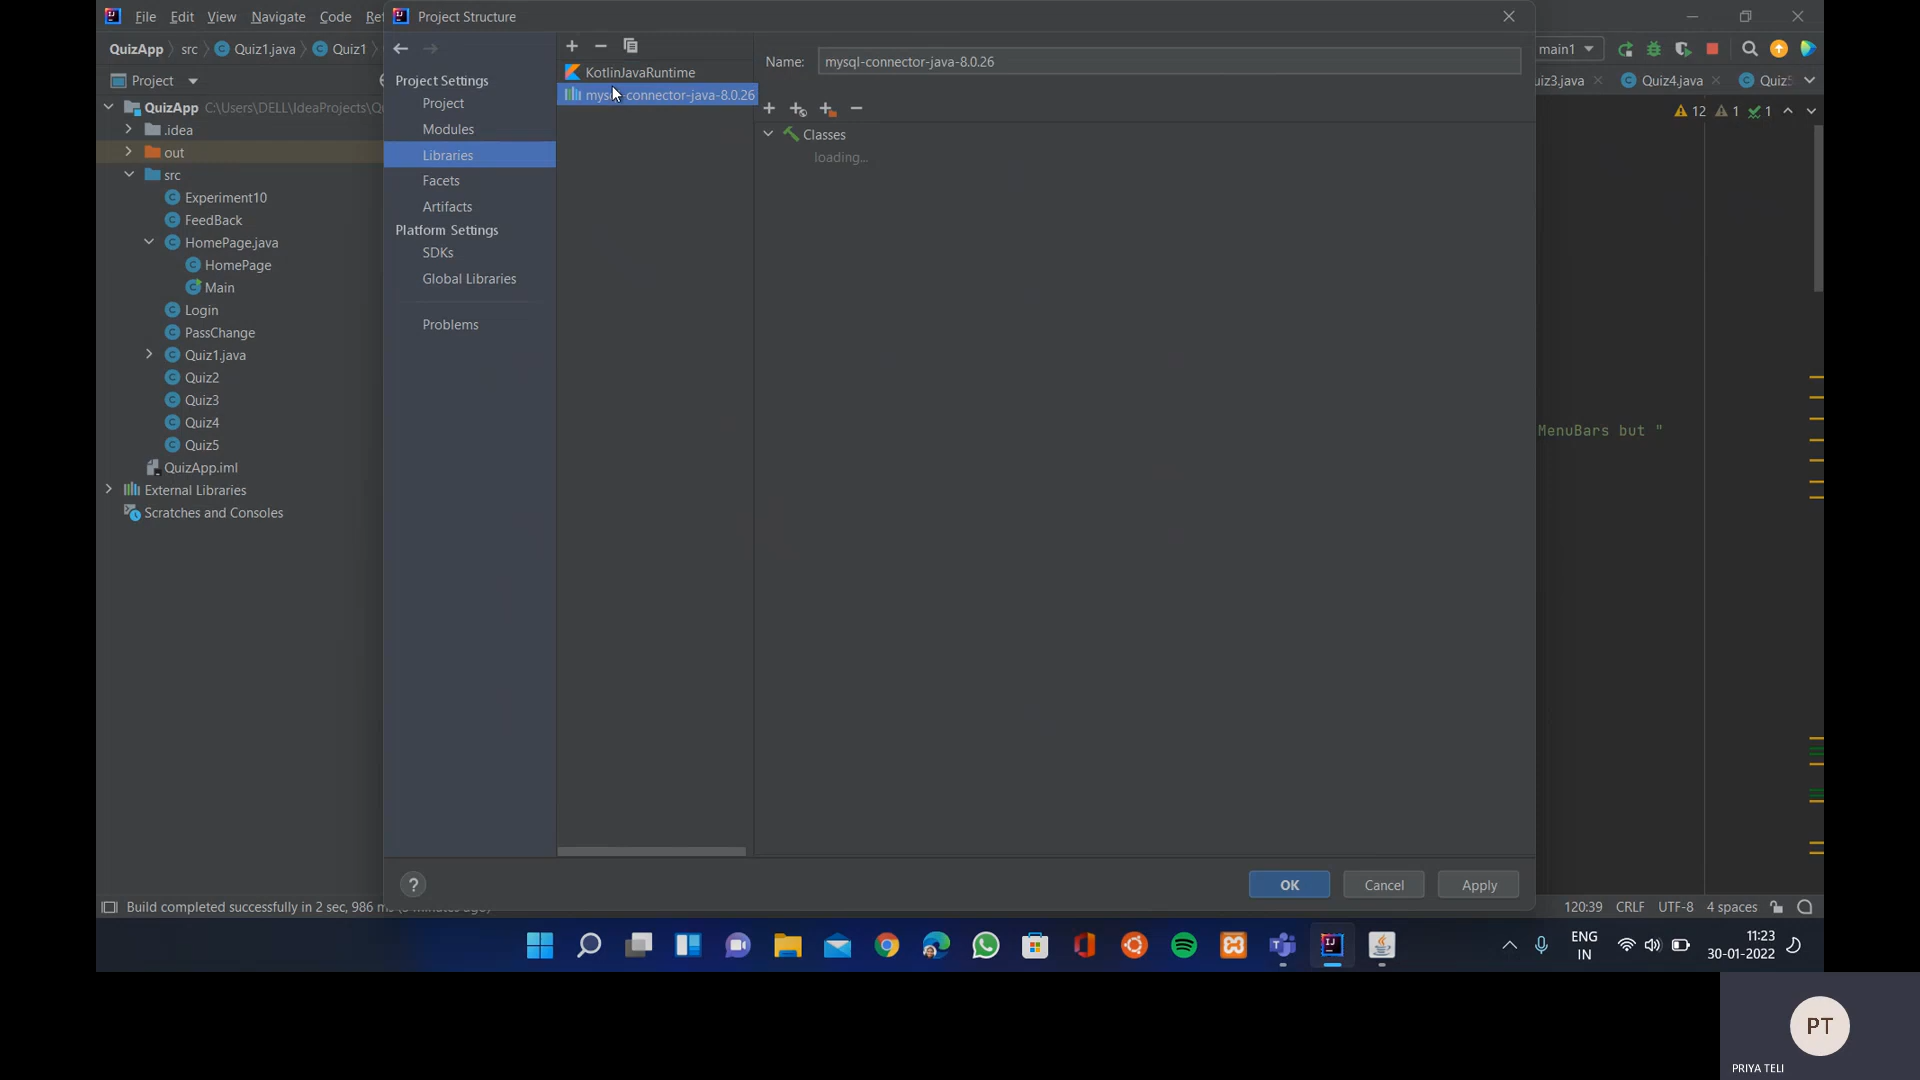 File Edit View Navigate Code Ref
Project Structure
QuizApp src Quiz1.java Quiz1
main1
Name: mysql-connector-java-8.0.26
Project
Project Settings
KotlinJavaRuntime
uiz3.java Quiz4.java Quiz5
QuizApp C:\Users\DELL\IdeaProjects\Qu
Project
mysql-connector-java-8.0.26
12 1 1
.idea
Modules
Classes
out
Libraries
loading...
src
Facets
Experiment10
Artifacts
FeedBack
Platform Settings
HomePage.java
SDKs
HomePage
Global Libraries
Main
Login
Problems
PassChange
Quiz1.java
Quiz2
Quiz3
Quiz4
MenuBars but "
Quiz5
QuizApp.iml
External Libraries
Scratches and Consoles
?
OK Cancel Apply
Build completed successfully in 2 sec, 986 ms
120:39 CRLF UTF-8 4 spaces
ENG
IN
11:23
30-01-2022
PT
PRIYA TELI